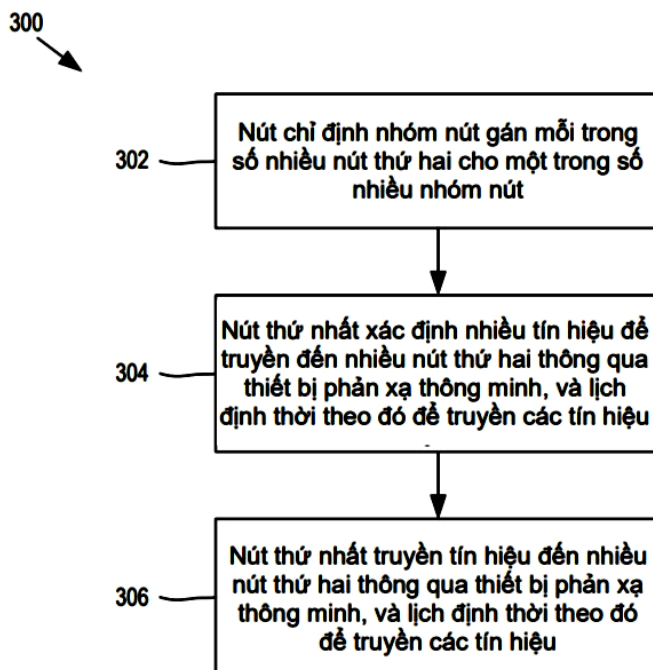 300
302
Nút chỉ định nhóm nút gán mỗi trong
số nhiều nút thứ hai cho một trong số
nhiều nhóm nút
304
Nút thứ nhất xác định nhiều tín hiệu để
truyền đến nhiều nút thứ hai thông qua
thiết bị phản xạ thông minh, và lịch
định thời theo đó để truyền các tín hiệu
306
Nút thứ nhất truyền tín hiệu đến nhiều
nút thứ hai thông qua thiết bị phản xạ
thông minh, và lịch định thời theo đó
để truyền các tín hiệu